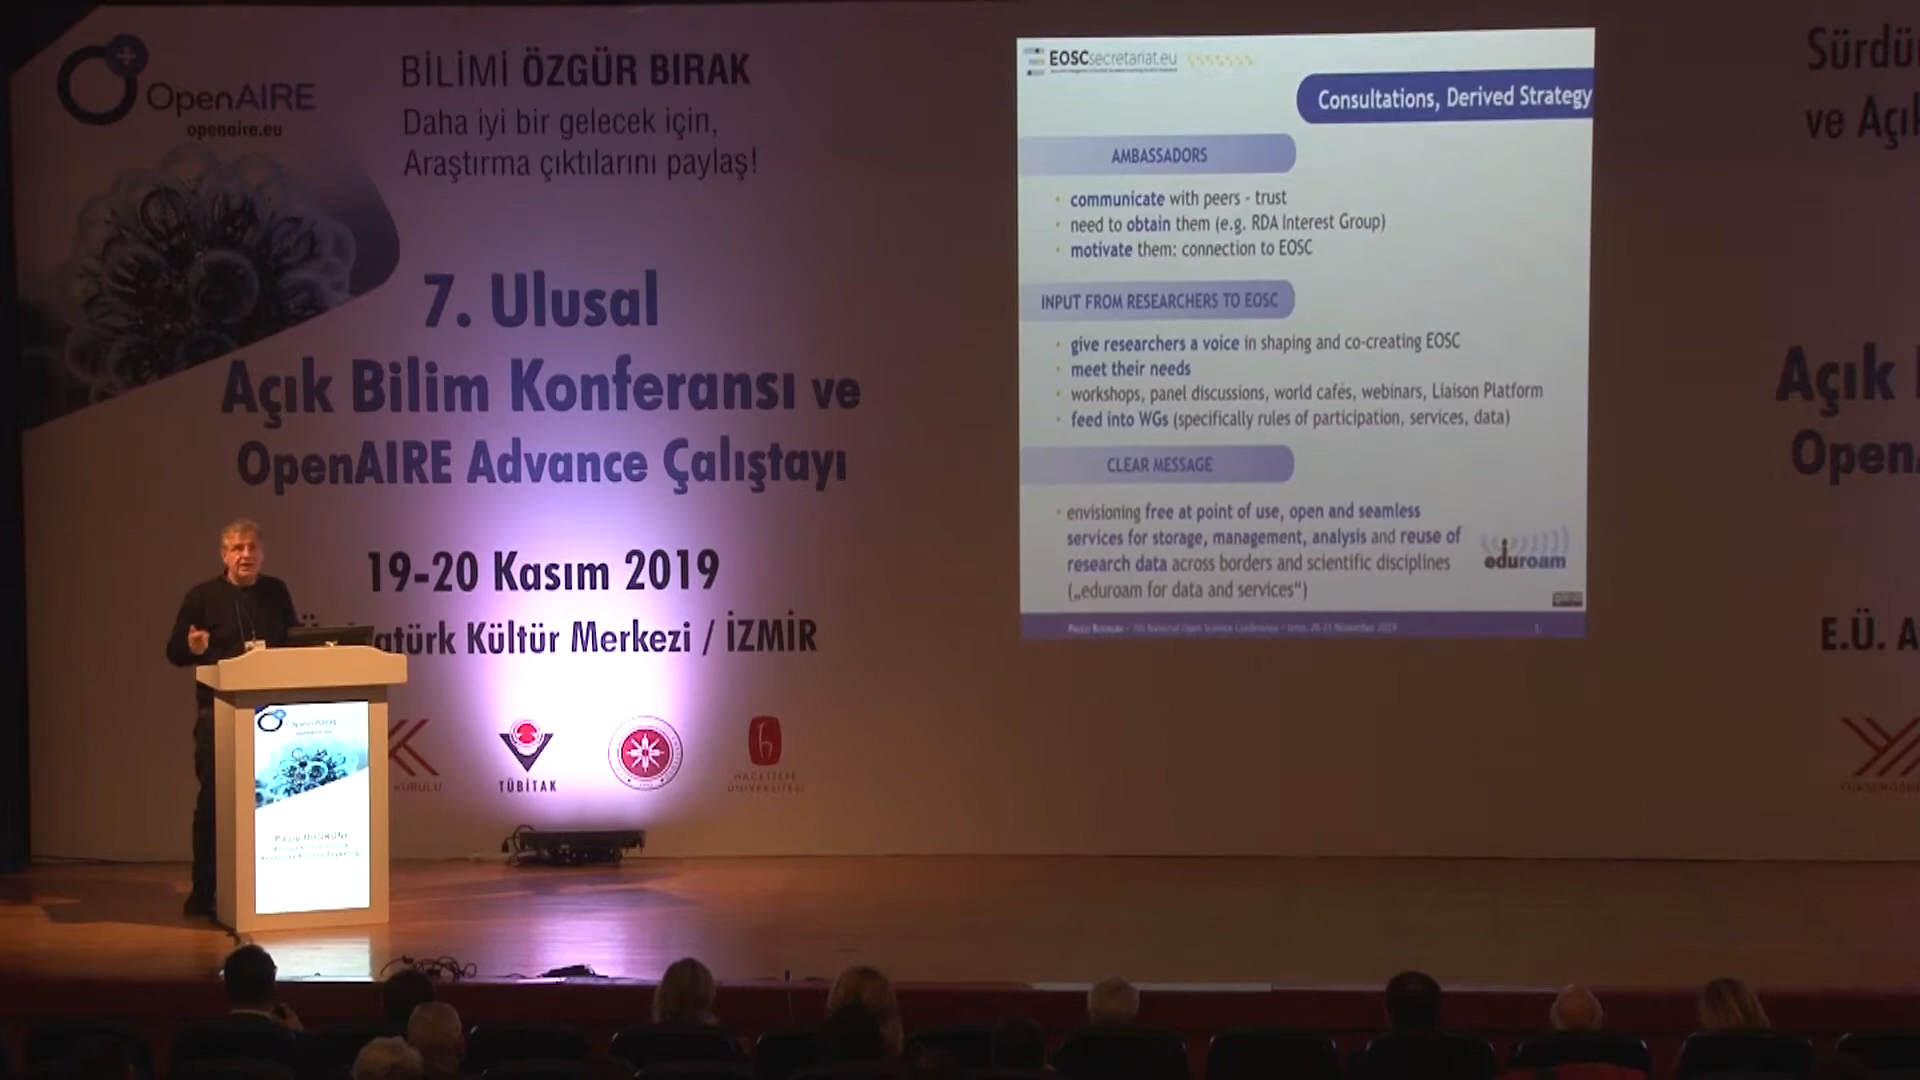 OpenAIRE
openaire.eu
BİLİMİ ÖZGÜR BIRAK
Daha iyi bir gelecek için,
Araştırma çıktılarını paylaş!
7. Ulusal
Açık Bilim Konferansı ve
OpenAIRE Advance Çalıştayı
19-20 Kasım 2019
atürk Kültür Merkezi / İZMİR
KURULU
TÜBİTAK
HACETTEPE
ÜNİVERSİTESİ
OpenAIRE
EOSCsecretariat.eu
Consultations, Derived Strategy
AMBASSADORS
• communicate with peers - trust
• need to obtain them (e.g. RDA Interest Group)
• motivate them: connection to EOSC
INPUT FROM RESEARCHERS TO EOSC
• give researchers a voice in shaping and co-creating EOSC
• meet their needs
• workshops, panel discussions, world cafés, webinars, Liaison Platform
• feed into WGs (specifically rules of participation, services, data)
CLEAR MESSAGE
• envisioning free at point of use, open and seamless
services for storage, management, analysis and reuse of
research data across borders and scientific disciplines
(„eduroam for data and services“)
eduroam
Sürdü
ve Açı
Açık
Open
E.Ü. A